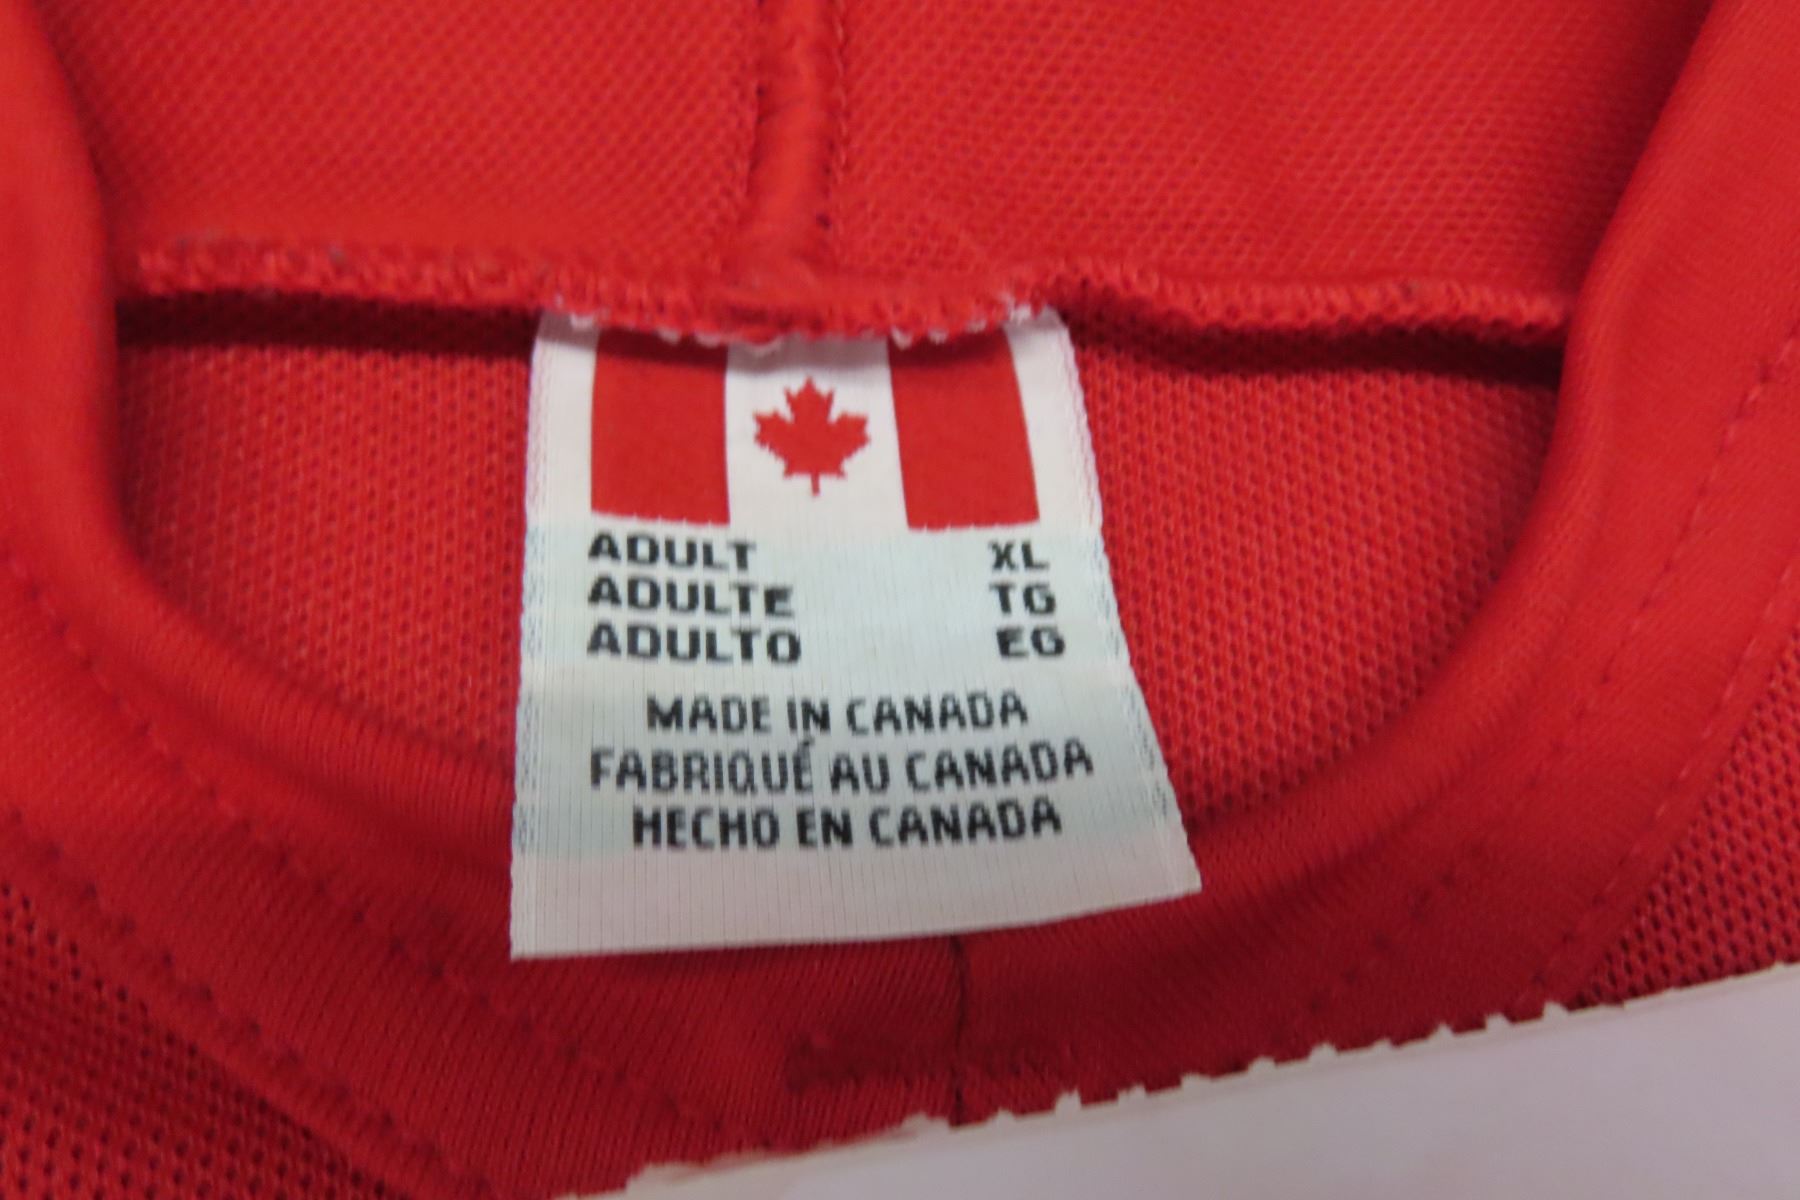 ADULT XL
ADULTE TG
ADULTO EG
MADE IN CANADA
FABRIQUÉ AU CANADA
HECHO EN CANADA